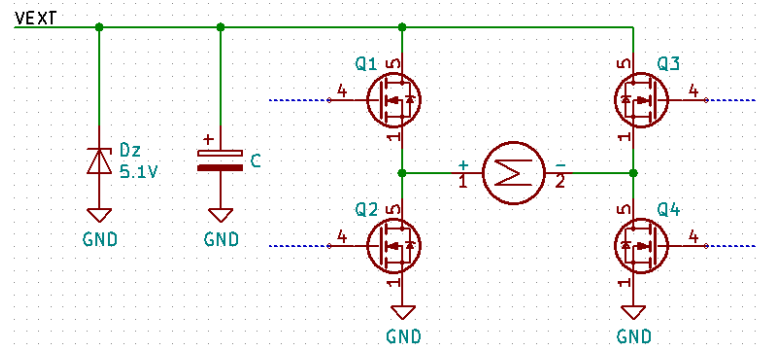 VEXT
Q1 5 5 Q3
4 4
+ 1 1
Dz
5.1V
C
+ -
1 2
GND GND
Q2 5 5 Q4
4 4
1 1
GND GND